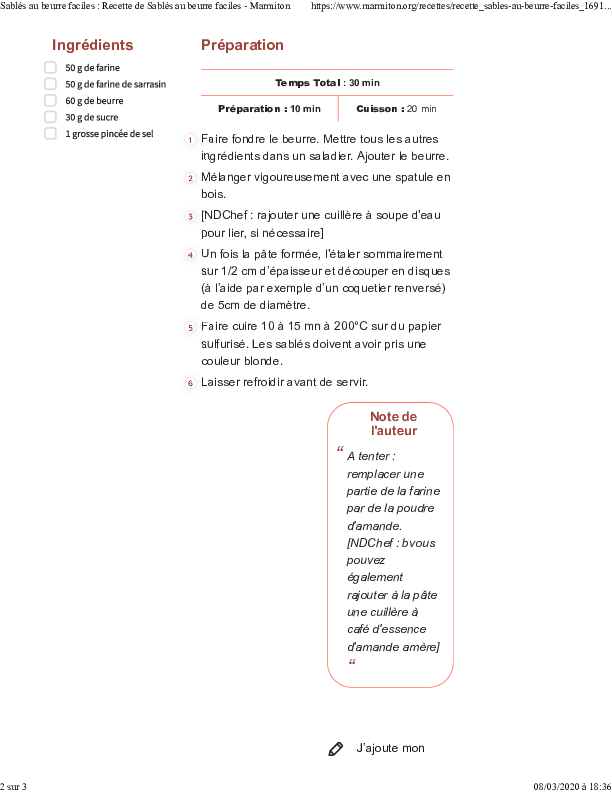 Sablés au beurre faciles : Recette de Sablés au beurre faciles - Marmiton
https://www.marmiton.org/recettes/recette_sables-au-beurre-faciles_1691...
Ingrédients
50 g de farine
50 g de farine de sarrasin
60 g de beurre
30 g de sucre
1 grosse pincée de sel
Préparation
Temps Total : 30 min
Préparation : 10 min
Cuisson : 20 min
1 Faire fondre le beurre. Mettre tous les autres
ingrédients dans un saladier. Ajouter le beurre.
2 Mélanger vigoureusement avec une spatule en
bois.
3 [NDChef : rajouter une cuillère à soupe d'eau
pour lier, si nécessaire]
4 Un fois la pâte formée, l'étaler sommairement
sur 1/2 cm d'épaisseur et découper en disques
(à l'aide par exemple d'un coquetier renversé)
de 5cm de diamètre.
5 Faire cuire 10 à 15 mn à 200°C sur du papier
sulfurisé. Les sablés doivent avoir pris une
couleur blonde.
6 Laisser refroidir avant de servir.
Note de
l'auteur
“ A tenter :
remplacer une
partie de la farine
par de la poudre
d'amande.
[NDChef : bvous
pouvez
également
rajouter à la pâte
une cuillère à
café d'essence
d'amande amère]
“
J'ajoute mon
2 sur 3
08/03/2020 à 18:36